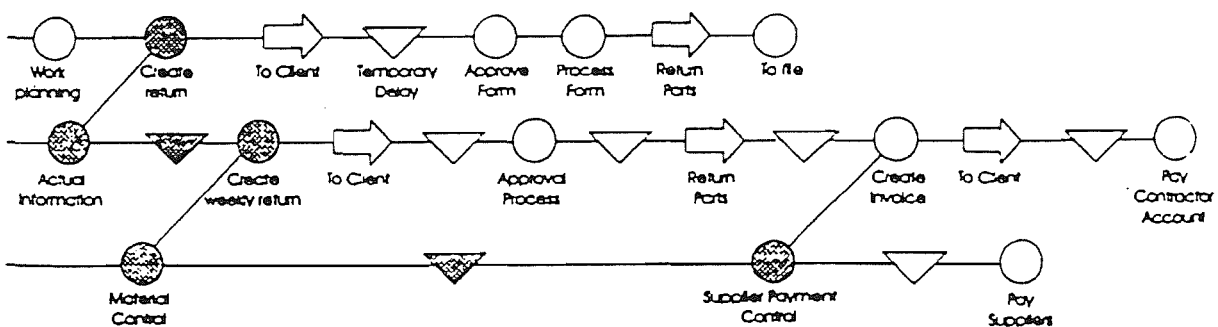 Work
planning
Create
return
To Client
Temporary
Delay
Approve
Form
Process
Form
Return
Parts
To file
Actual
Information
Create
weekly return
To Client
Approval
Process
Return
Parts
Create
Invoice
To Client
Pay
Contractor
Account
Material
Control
Supplier Payment
Control
Pay
Suppliers